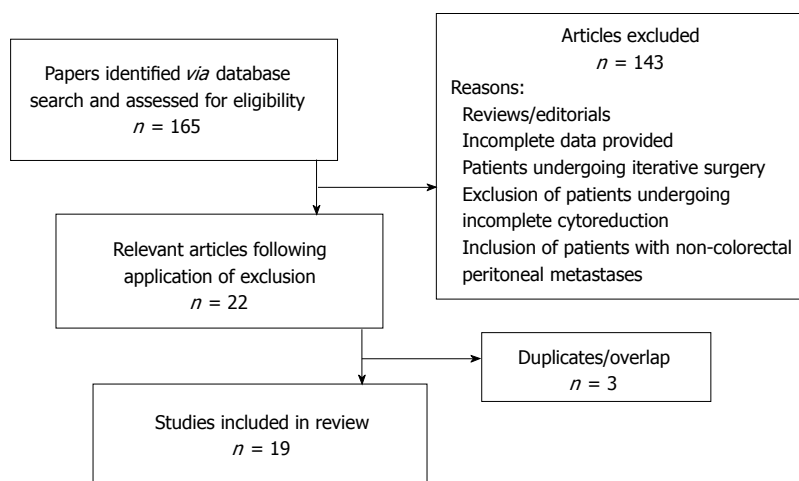 Papers identified via database
search and assessed for eligibility
n = 165
Articles excluded
n = 143
Reasons:
Reviews/editorials
Incomplete data provided
Patients undergoing iterative surgery
Exclusion of patients undergoing
incomplete cytoreduction
Inclusion of patients with non-colorectal
peritoneal metastases
Relevant articles following
application of exclusion
n = 22
Duplicates/overlap
n = 3
Studies included in review
n = 19